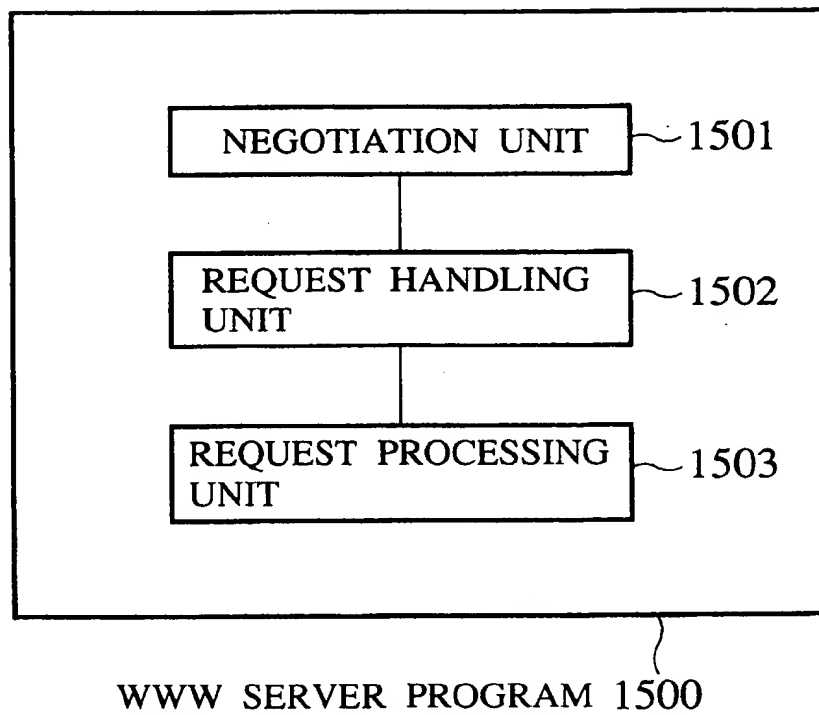 NEGOTIATION UNIT
1501
REQUEST HANDLING
UNIT
1502
REQUEST PROCESSING
UNIT
1503
WWW SERVER PROGRAM 1500